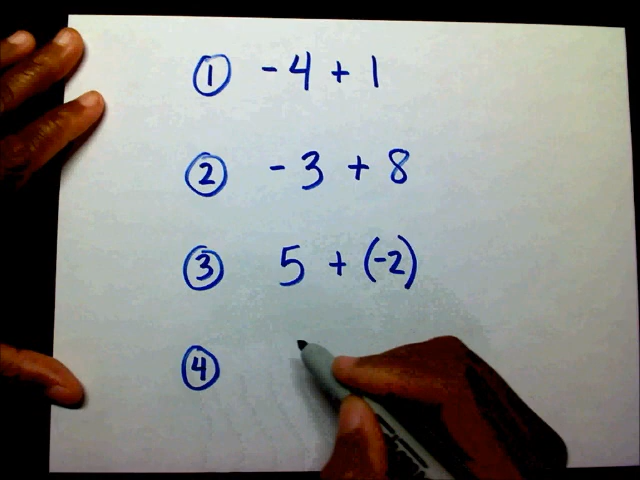 ① -4 + 1
② -3 + 8
③ 5 + (-2)
④